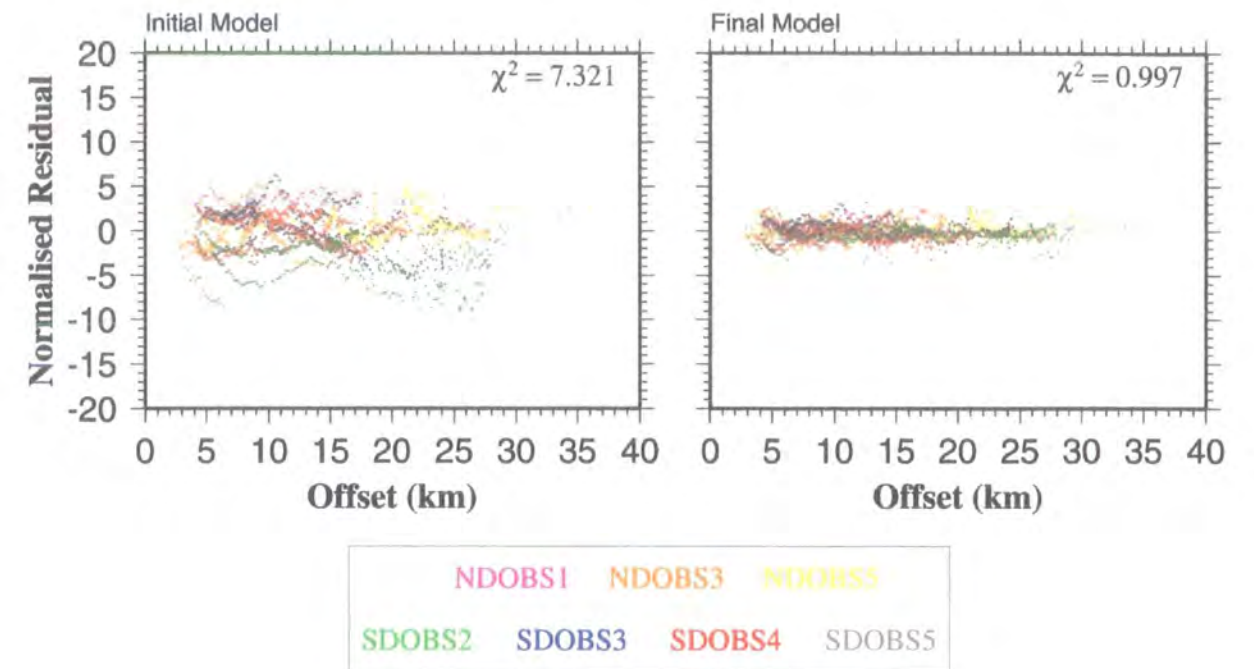 Initial Model
Final Model
χ² = 7.321
χ² = 0.997
20
15
10
5
0
-5
-10
-15
-20
Normalised Residual
0 5 10 15 20 25 30 35 40
0 5 10 15 20 25 30 35 40
Offset (km)
Offset (km)
NDOBS1 NDOBS3 NDOBS5
SDOBS2 SDOBS3 SDOBS4 SDOBS5